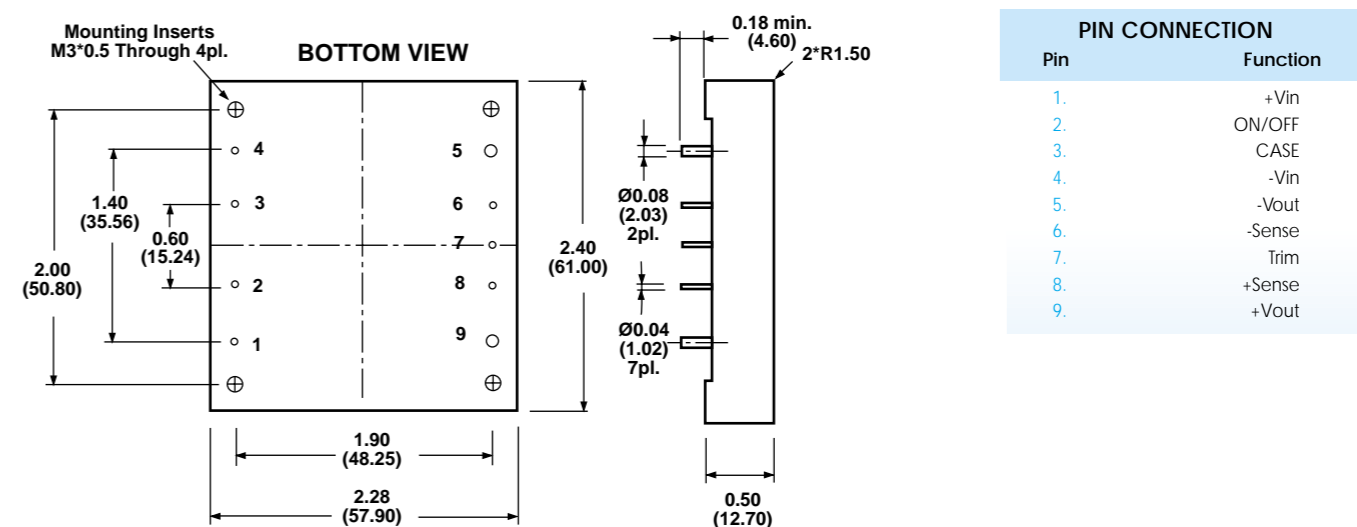 Mounting Inserts
M3*0.5 Through 4pl.
BOTTOM VIEW
0.18 min.
(4.60)
2*R1.50
4
3
2
1
5
6
7
8
9
2.00
(50.80)
1.40
(35.56)
0.60
(15.24)
2.40
(61.00)
Ø0.08
(2.03)
2pl.
Ø0.04
(1.02)
7pl.
1.90
(48.25)
2.28
(57.90)
0.50
(12.70)
PIN CONNECTION
Pin Function
1. +Vin
2. ON/OFF
3. CASE
4. -Vin
5. -Vout
6. -Sense
7. Trim
8. +Sense
9. +Vout